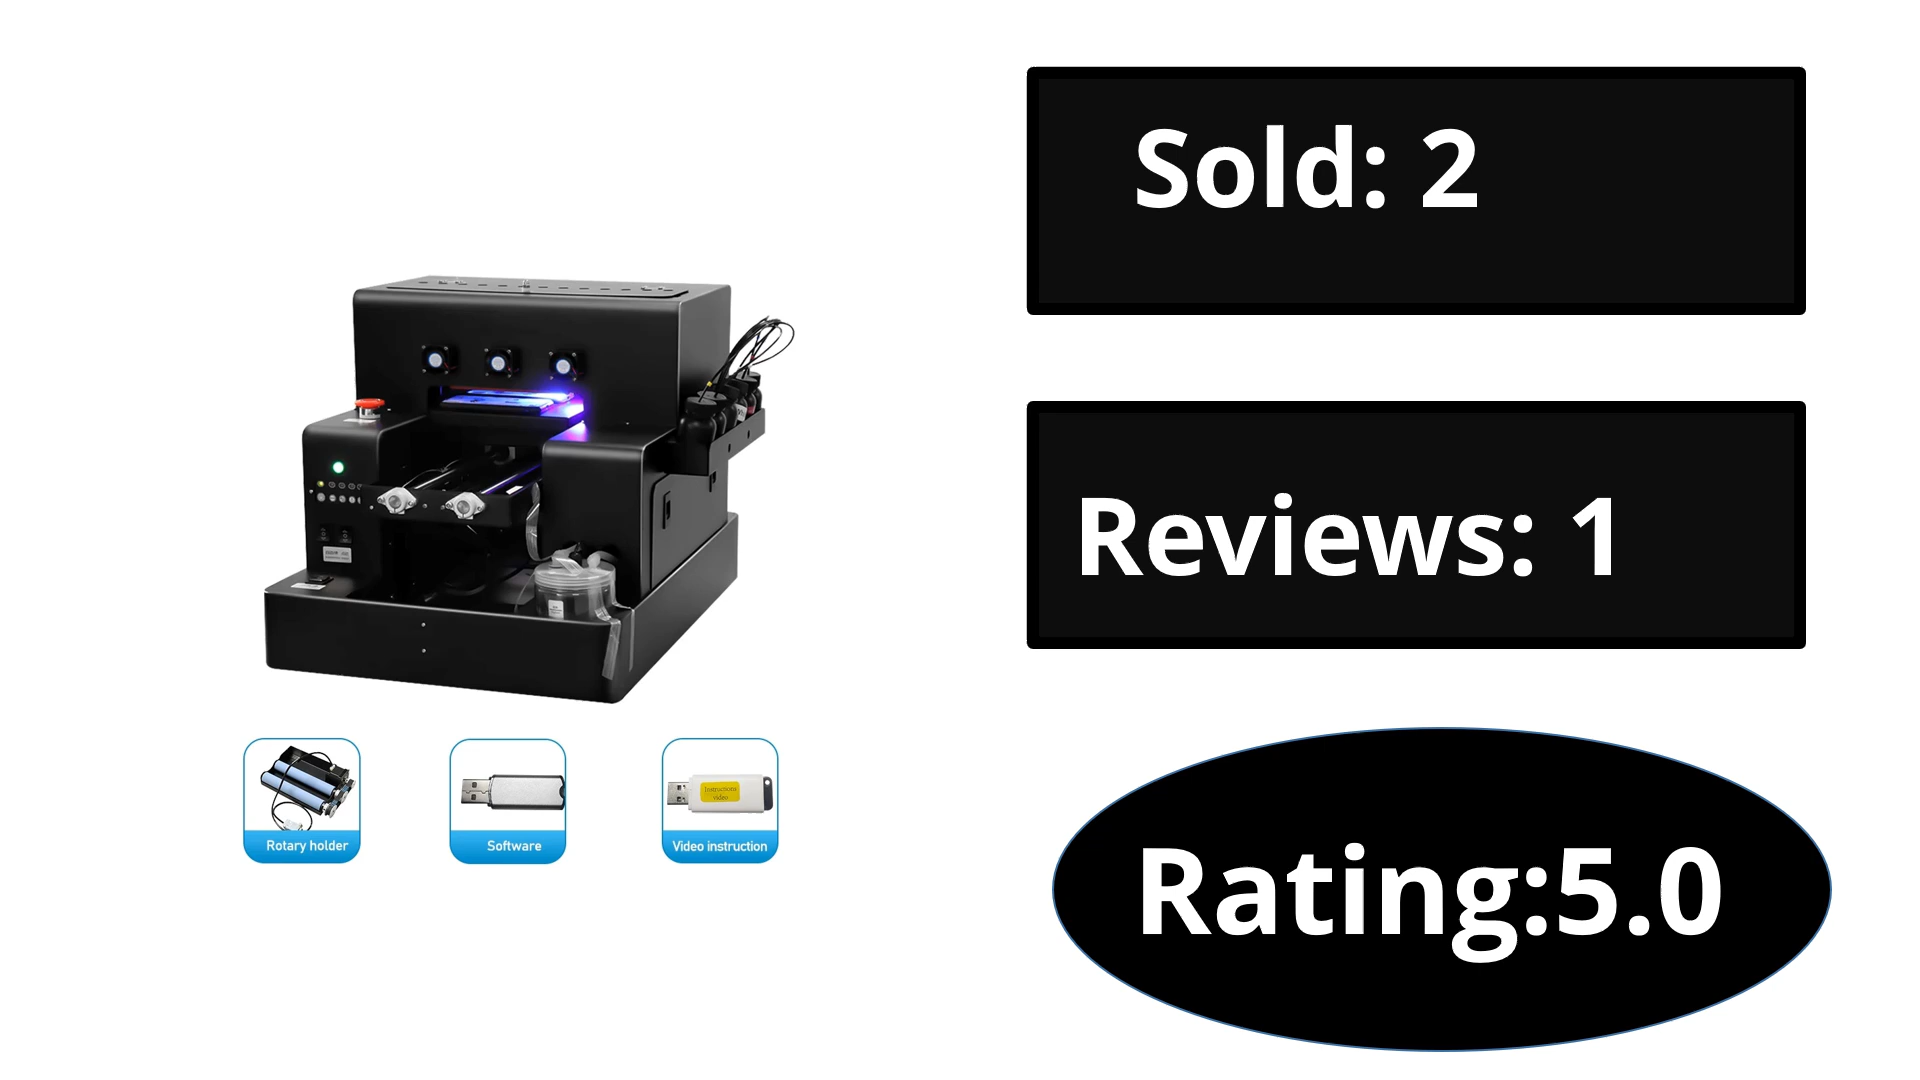 Sold: 2
Reviews: 1
Rating:5.0
Rotary holder
Software
Instructions
video
Video instruction